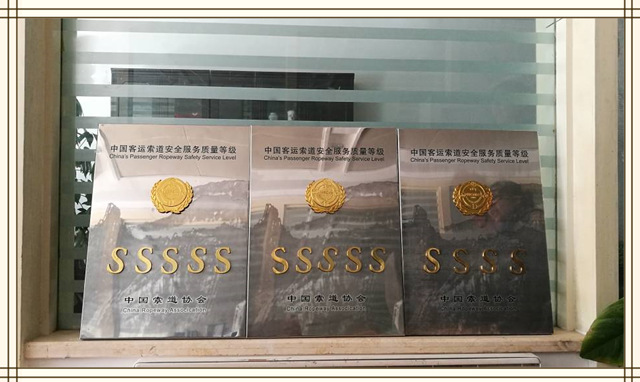 中国客运索道安全服务质量等级
China's Passenger Ropeway Safety Service Level
SSSSS
中国索道协会
China Ropeway Association
中国客运索道安全服务质量等级
China's Passenger Ropeway Safety Service Level
SSSSS
中国索道协会
China Ropeway Association
中国客运索道安全服务质量等级
China's Passenger Ropeway Safety Service Level
SSSS
中国索道协会
China Ropeway Association